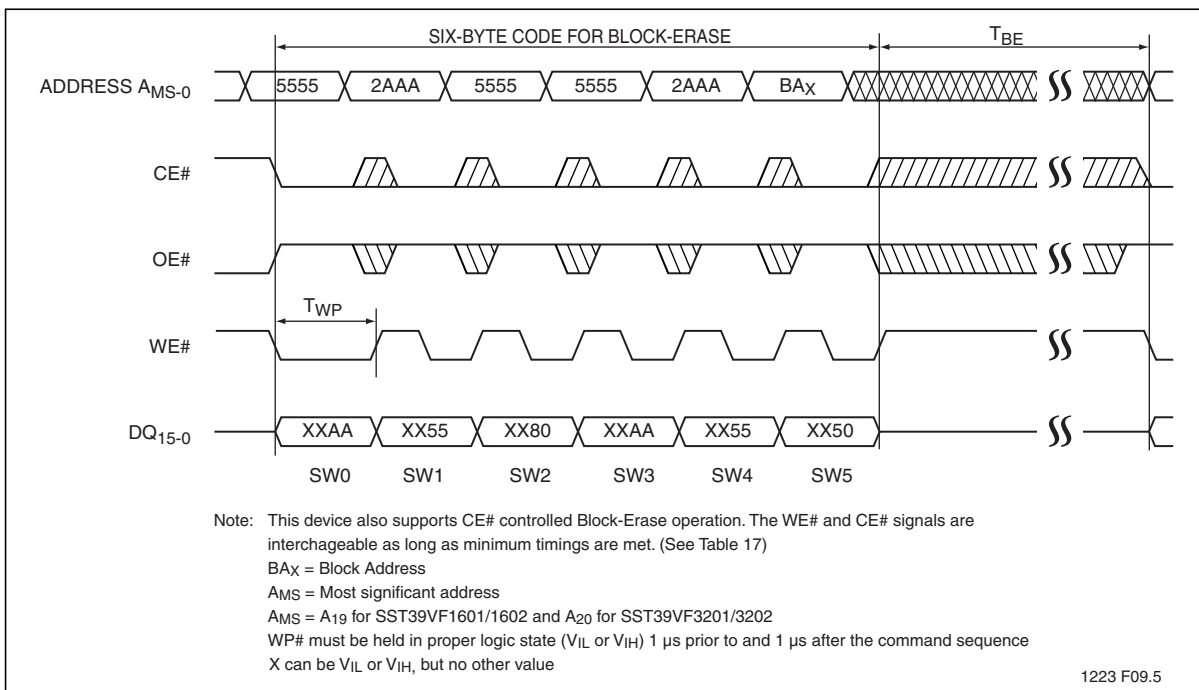 SIX-BYTE CODE FOR BLOCK-ERASE
TBE
ADDRESS AMS-0
5555 2AAA 5555 5555 2AAA BAX
CE#
OE#
TWP
WE#
DQ15-0
XXAA XX55 XX80 XXAA XX55 XX50
SW0 SW1 SW2 SW3 SW4 SW5
Note: This device also supports CE# controlled Block-Erase operation. The WE# and CE# signals are
interchageable as long as minimum timings are met. (See Table 17)
BAX = Block Address
AMS = Most significant address
AMS = A19 for SST39VF1601/1602 and A20 for SST39VF3201/3202
WP# must be held in proper logic state (VIL or VIH) 1 µs prior to and 1 µs after the command sequence
X can be VIL or VIH, but no other value
1223 F09.5